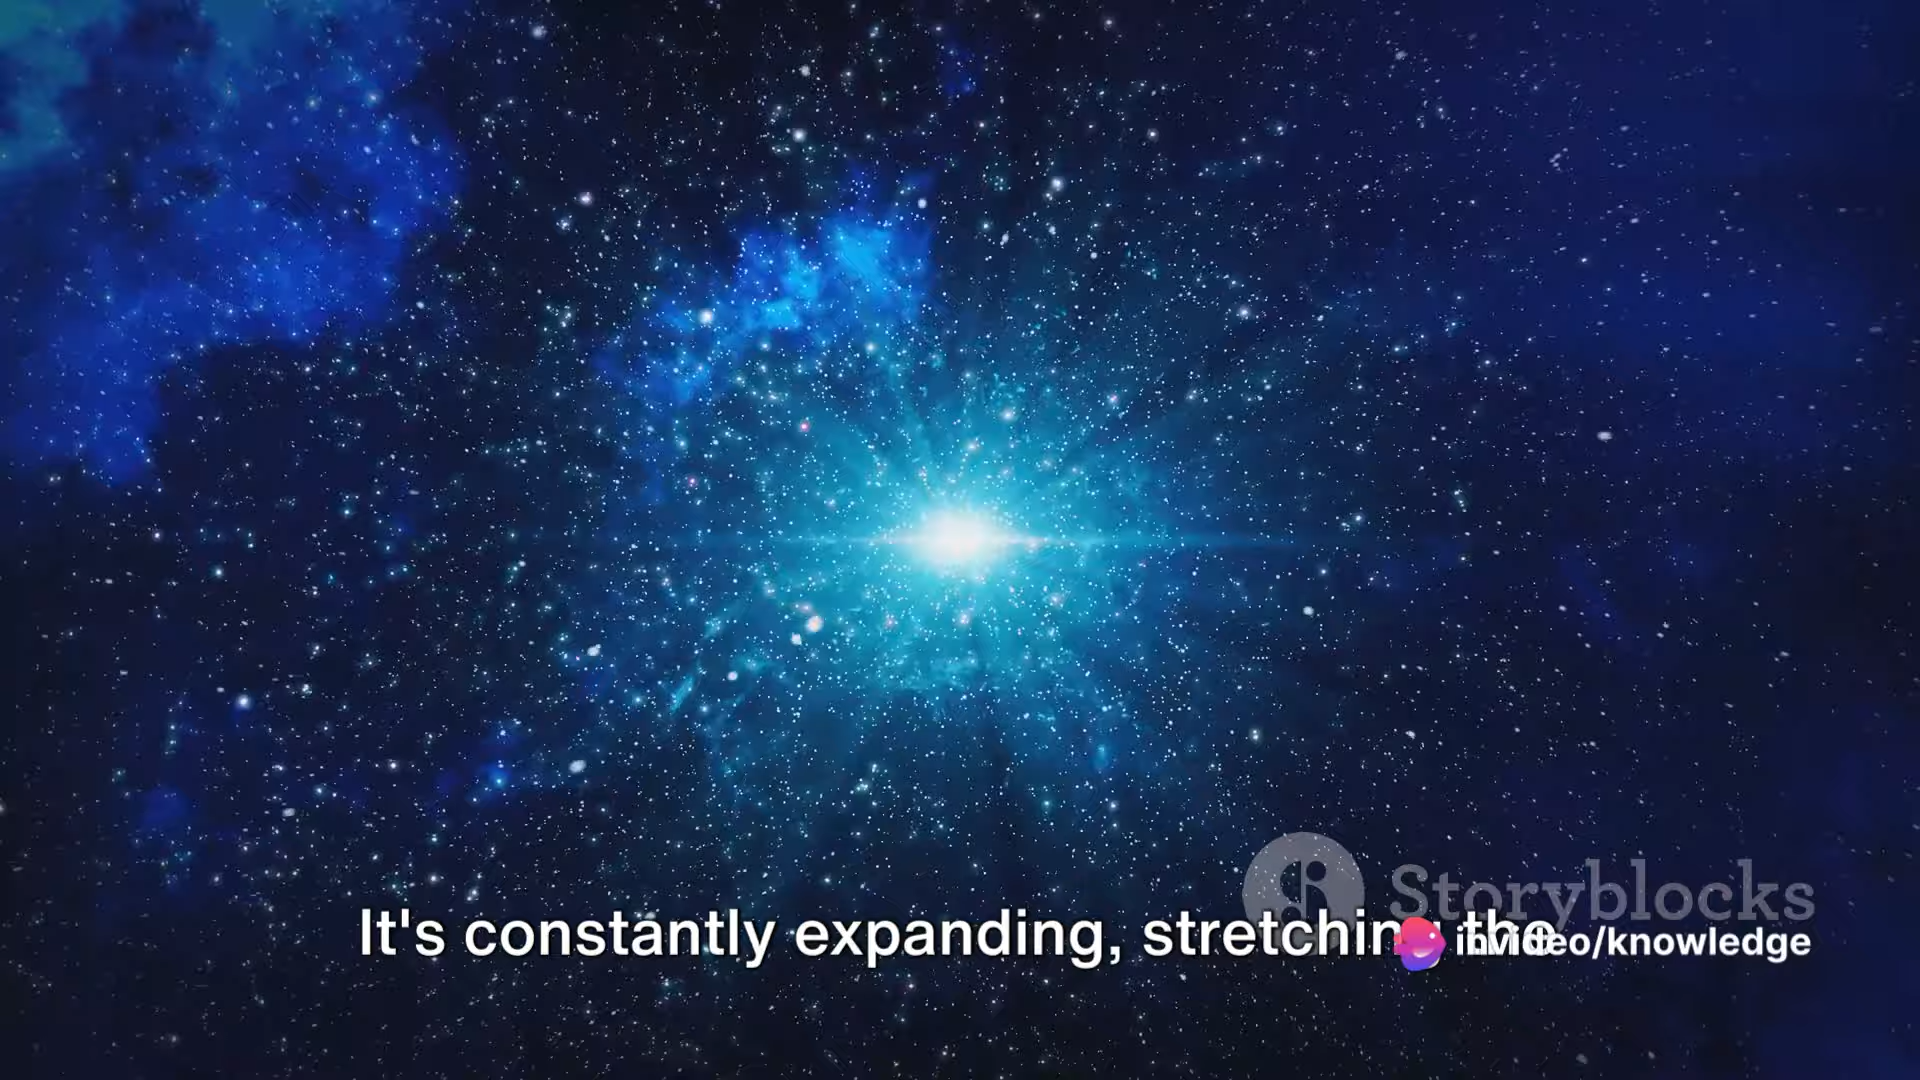 Storyblocks
It's constantly expanding, stretching the
invideo/knowledge